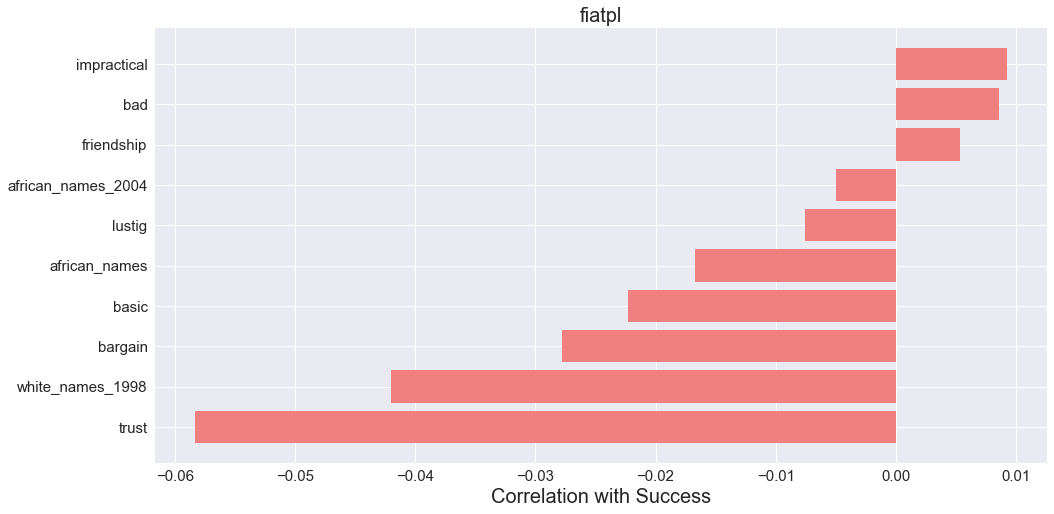 fiatpl
impractical
bad
friendship
african_names_2004
lustig
african_names
basic
bargain
white_names_1998
trust
−0.06 −0.05 −0.04 −0.03 −0.02 −0.01 0.00 0.01
Correlation with Success